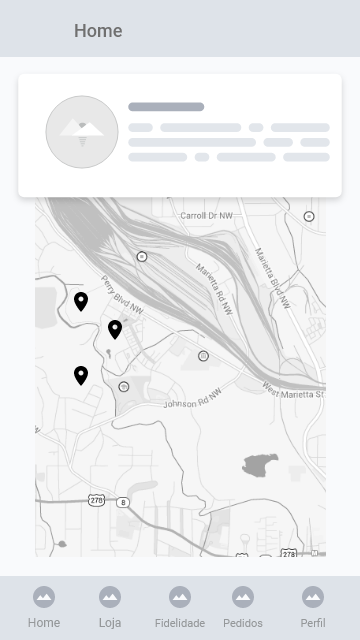 Home
Carroll Dr NW
Marietta Blvd NW
Marietta Rd NW
Perry Blvd NW
West Marietta St
Johnson Rd NW
278
8
278
Home
Loja
Fidelidade
Pedidos
Perfil